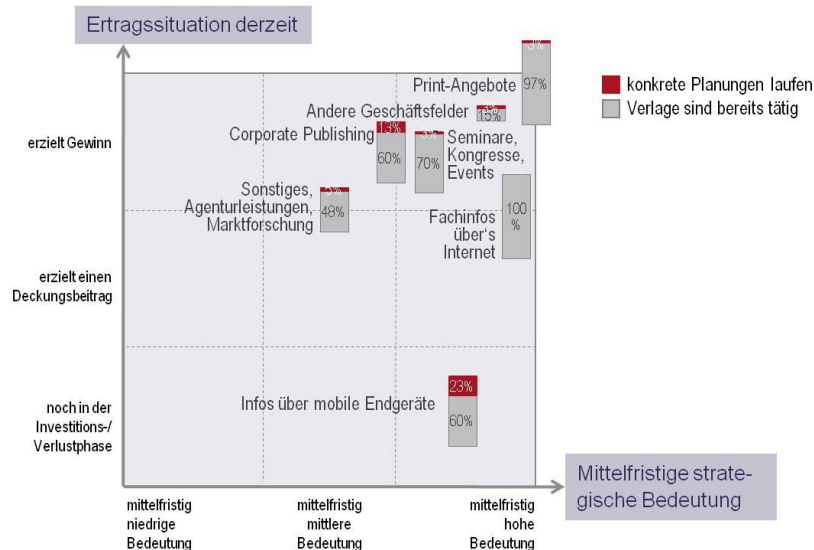 Ertragssituation derzeit
3%
Print-Angebote
97%
konkrete Planungen laufen
Verlage sind bereits tätig
Andere Geschäftsfelder
15%
Corporate Publishing
13%
60%
3%
70%
Seminare,
Kongresse,
Events
erzielt Gewinn
Sonstiges,
Agenturleistungen,
Marktforschung
5%
48%
100
%
Fachinfos
über's
Internet
erzielt einen
Deckungsbeitrag
Infos über mobile Endgeräte
23%
60%
noch in der
Investitions-/
Verlustphase
Mittelfristige strate-
gische Bedeutung
mittelfristig
niedrige
Bedeutung
mittelfristig
mittlere
Bedeutung
mittelfristig
hohe
Bedeutung